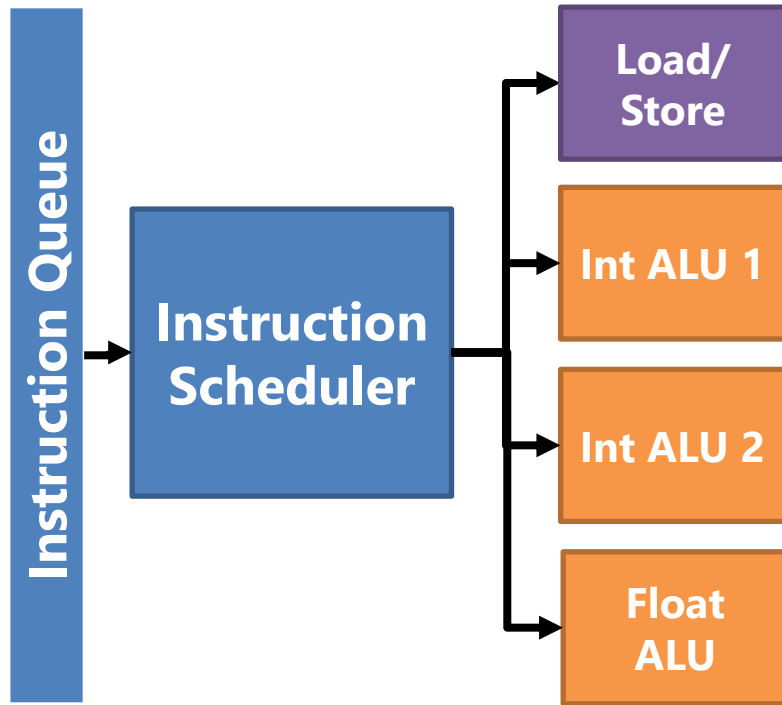 Instruction Queue
Instruction
Scheduler
Load/
Store
Int ALU 1
Int ALU 2
Float
ALU